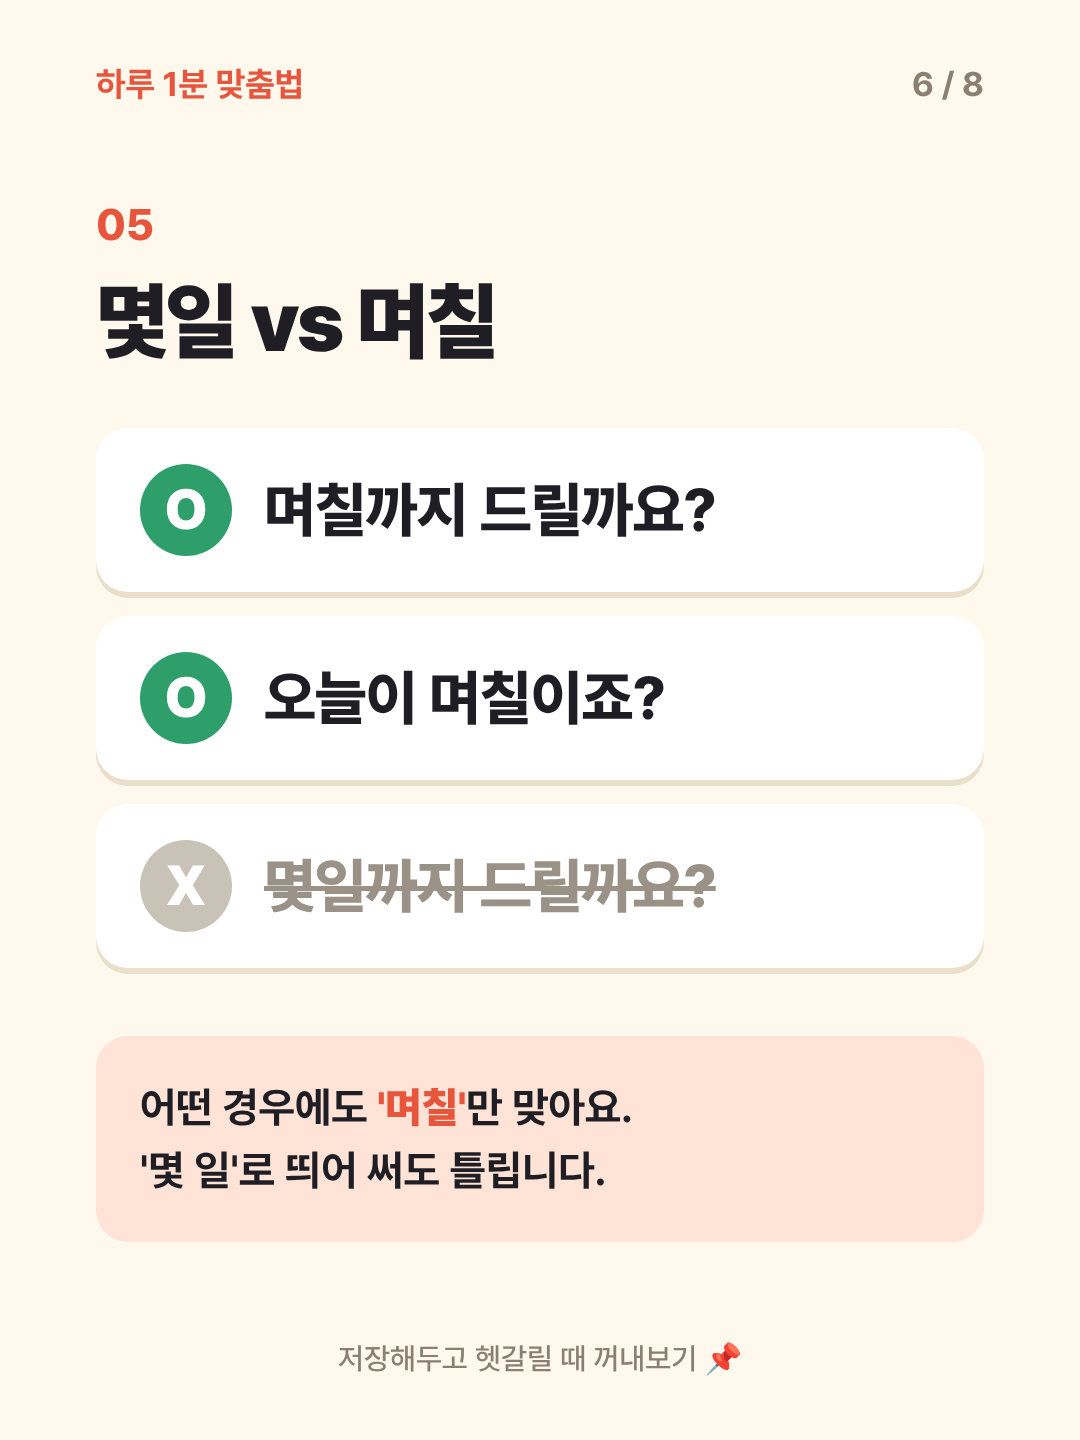 하루 1분 맞춤법
6 / 8
05
몇일 vs 며칠
O 며칠까지 드릴까요?
O 오늘이 며칠이죠?
X 몇일까지 드릴까요?
어떤 경우에도 '며칠'만 맞아요.
'몇 일'로 띄어 써도 틀립니다.
저장해두고 헷갈릴 때 꺼내보기 📌